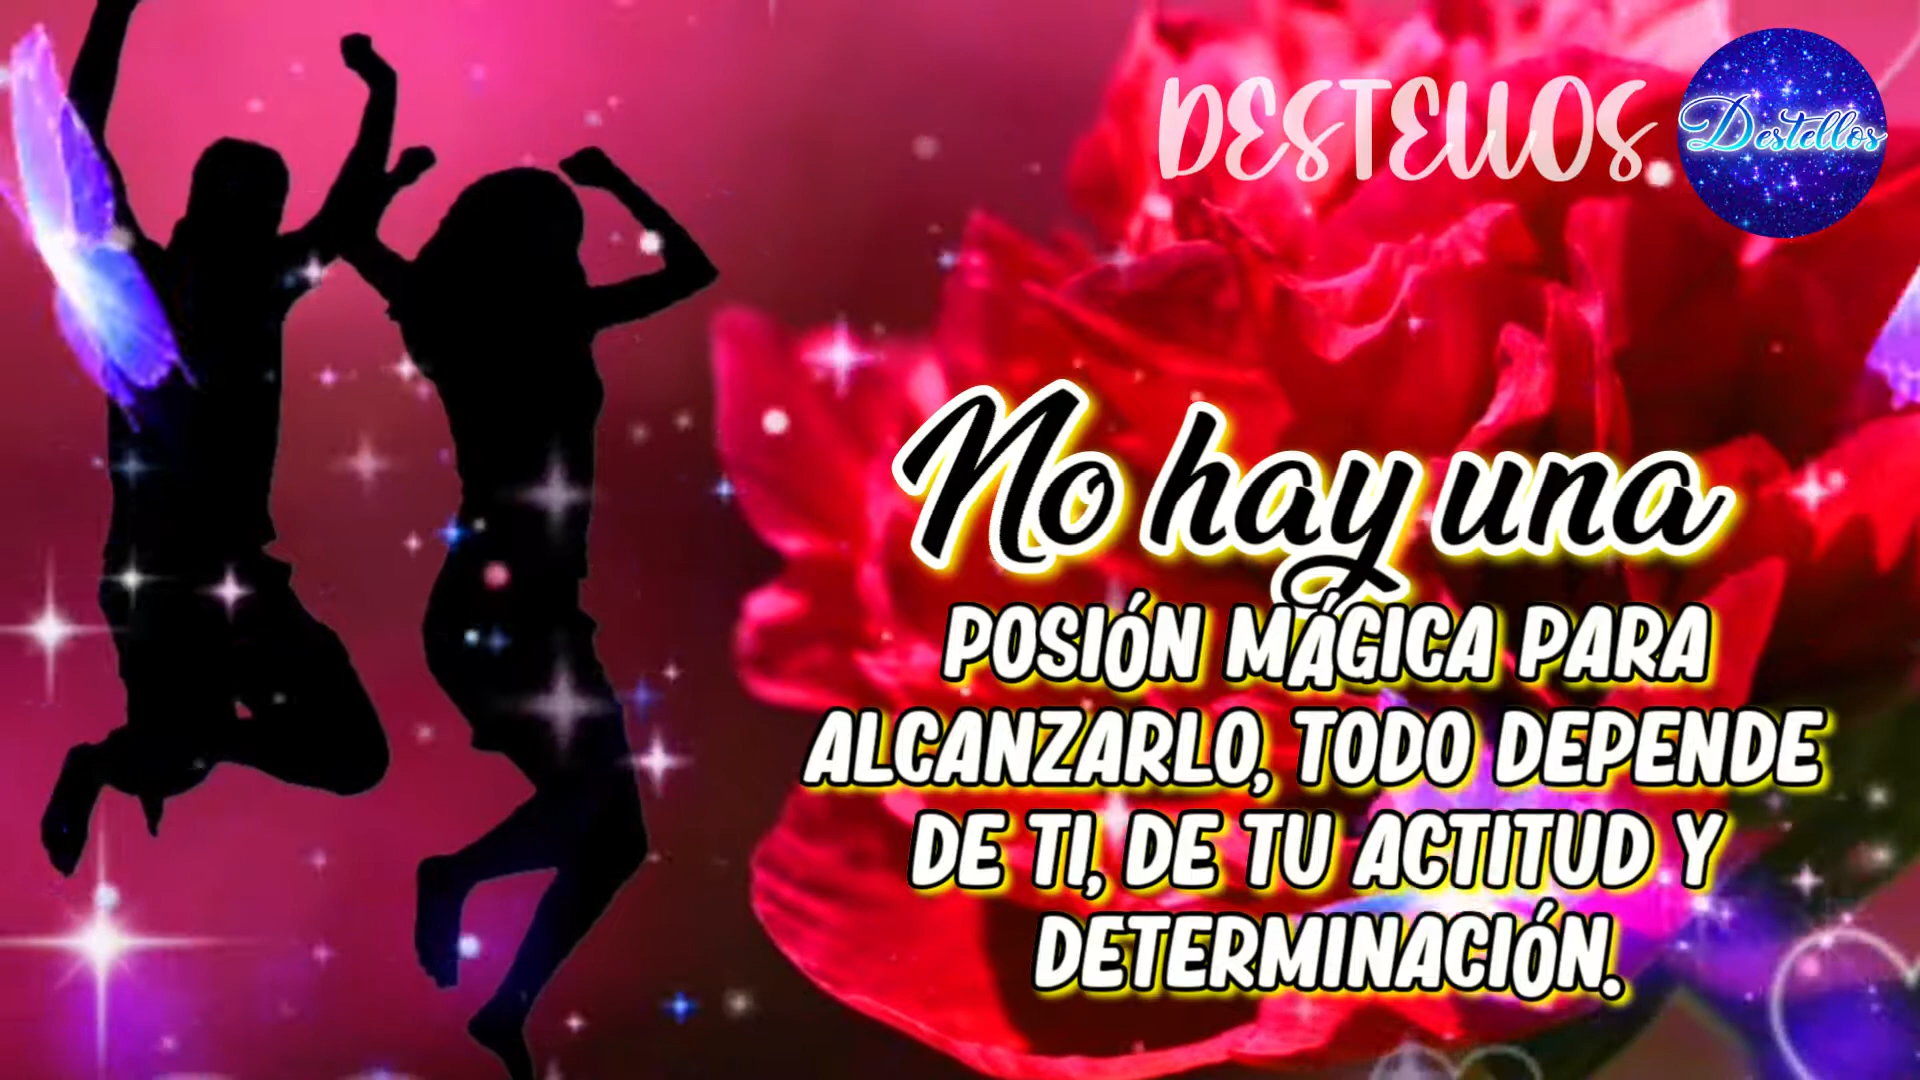 DESTELLOS
Destellos
No hay una
POSIÓN MÁGICA PARA
ALCANZARLO, TODO DEPENDE
DE TI, DE TU ACTITUD Y
DETERMINACIÓN.